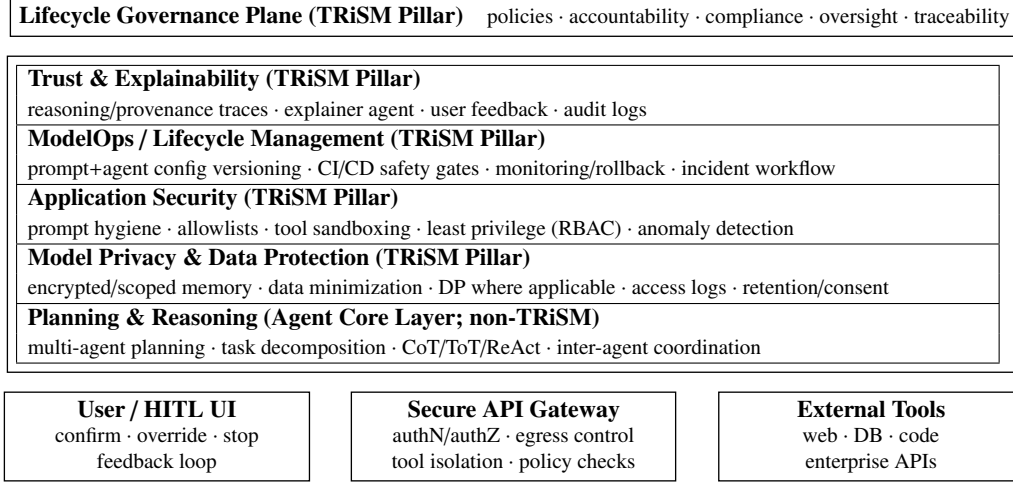 Lifecycle Governance Plane (TRiSM Pillar) policies · accountability · compliance · oversight · traceability
Trust & Explainability (TRiSM Pillar)
reasoning/provenance traces · explainer agent · user feedback · audit logs
ModelOps / Lifecycle Management (TRiSM Pillar)
prompt+agent config versioning · CI/CD safety gates · monitoring/rollback · incident workflow
Application Security (TRiSM Pillar)
prompt hygiene · allowlists · tool sandboxing · least privilege (RBAC) · anomaly detection
Model Privacy & Data Protection (TRiSM Pillar)
encrypted/scoped memory · data minimization · DP where applicable · access logs · retention/consent
Planning & Reasoning (Agent Core Layer; non-TRiSM)
multi-agent planning · task decomposition · CoT/ToT/ReAct · inter-agent coordination
User / HITL UI
confirm · override · stop
feedback loop
Secure API Gateway
authN/authZ · egress control
tool isolation · policy checks
External Tools
web · DB · code
enterprise APIs